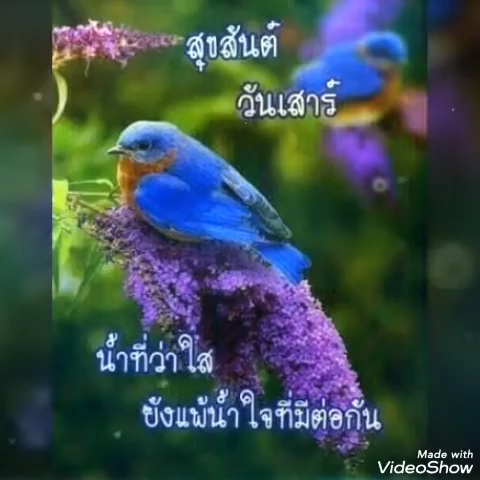 สุขสันต์
วันเสาร์
น้ำที่ว่าใส
ยังแพ้น้ำใจที่มีต่อกัน
Made with
VideoShow